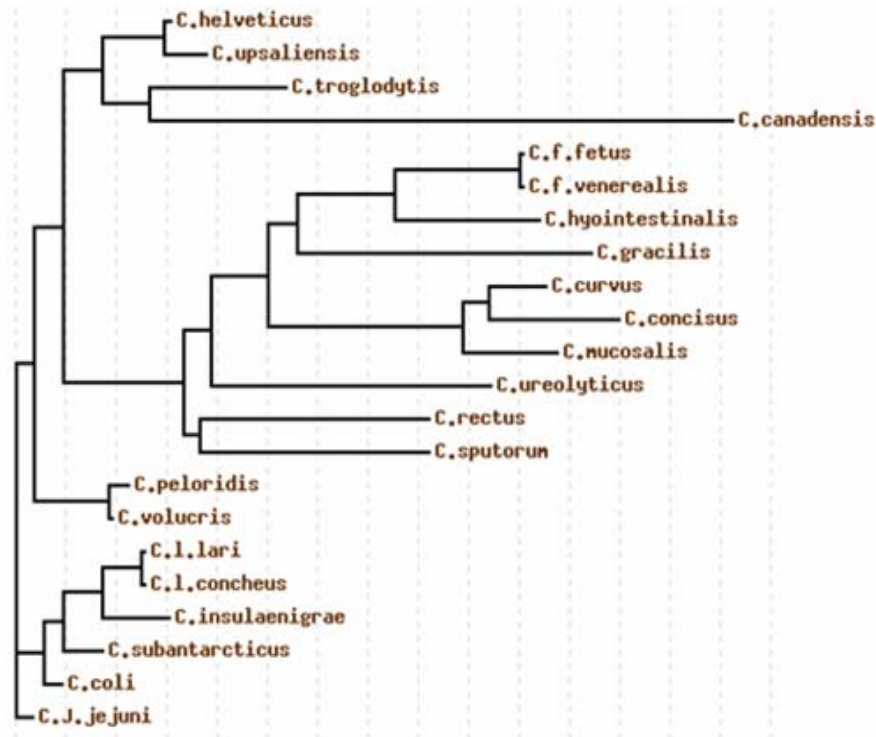 C.helveticus
C.upsaliensis
C.troglodytis
C.canadensis
C.f.fetus
C.f.venerealis
C.hyointestinalis
C.gracilis
C.curvus
C.concisus
C.mucosalis
C.ureolyticus
C.rectus
C.sputorum
C.peloridis
C.volucris
C.l.lari
C.l.concheus
C.insulaenigrae
C.subantarcticus
C.coli
C.J.jejuni